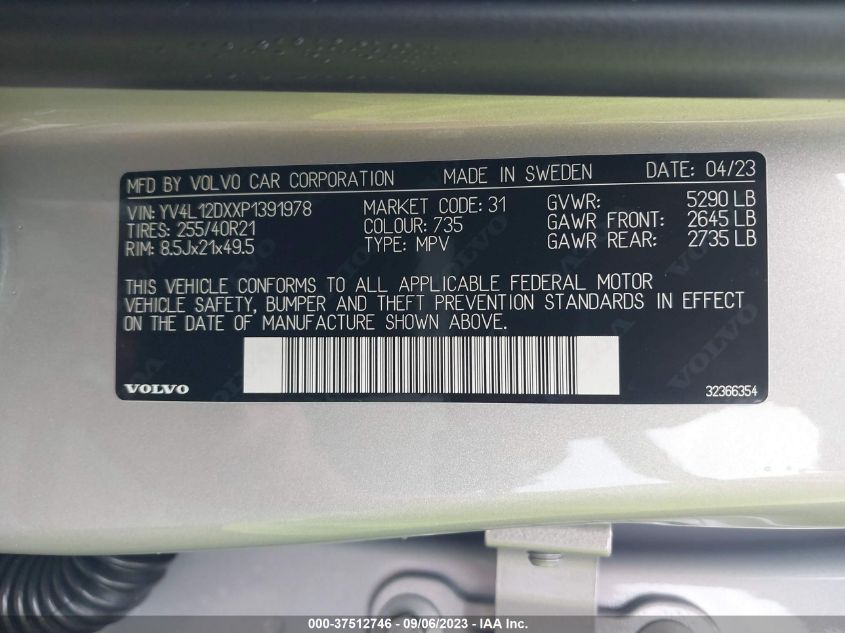 MFD BY VOLVO CAR CORPORATION MADE IN SWEDEN DATE: 04/23
VIN: YV4L12DXXP1391978 MARKET CODE: 31 GVWR: 5290 LB
TIRES: 255/40R21 COLOUR: 735 GAWR FRONT: 2645 LB
RIM: 8.5Jx21x49.5 TYPE: MPV GAWR REAR: 2735 LB
THIS VEHICLE CONFORMS TO ALL APPLICABLE FEDERAL MOTOR
VEHICLE SAFETY, BUMPER AND THEFT PREVENTION STANDARDS IN EFFECT
ON THE DATE OF MANUFACTURE SHOWN ABOVE.
VOLVO 32366354
000-37512746 - 09/06/2023 - IAA Inc.